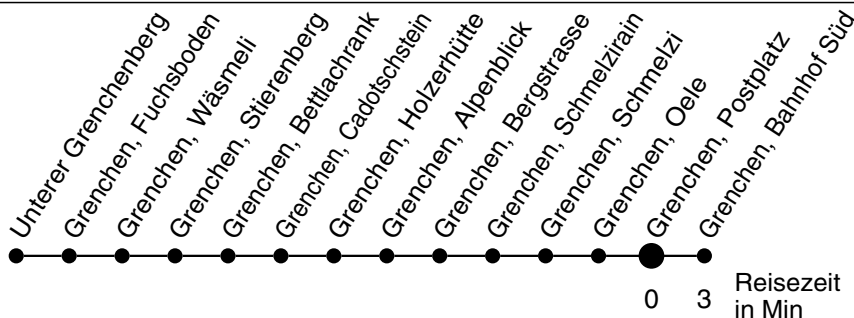 Unterer Grenchenberg
Grenchen, Fuchsboden
Grenchen, Wäsmeli
Grenchen, Stierenberg
Grenchen, Bettlachrank
Grenchen, Cadotschstein
Grenchen, Holzerhütte
Grenchen, Alpenblick
Grenchen, Bergstrasse
Grenchen, Schmelzirain
Grenchen, Schmelzi
Grenchen, Oele
Grenchen, Postplatz
Grenchen, Bahnhof Süd
0 3 Reisezeit
in Min